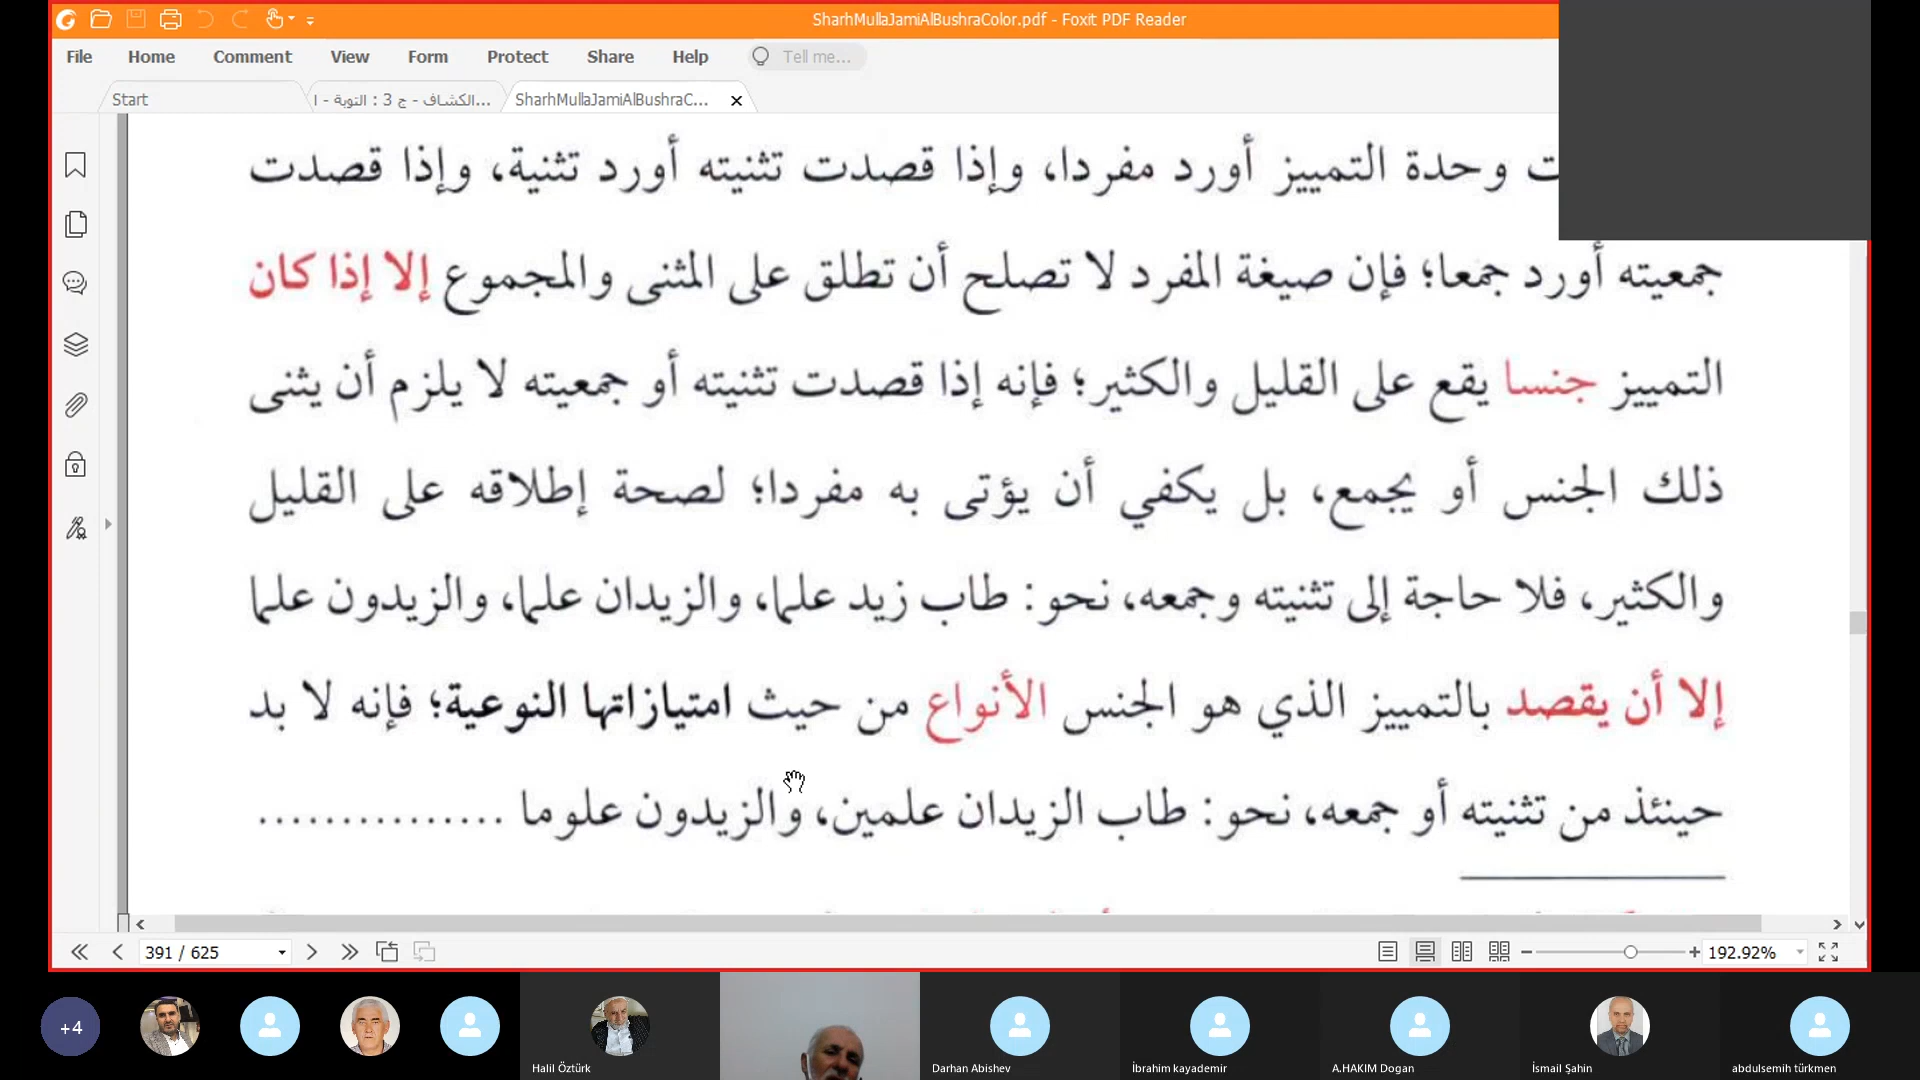 SharhMullaJamiAlBushraColor.pdf - Foxit PDF Reader
File Home Comment View Form Protect Share Help Tell me...
Start
الكشاف - ج 3 : التوبة - ا...
SharhMullaJamiAlBushraC...
ت وحدة التمييز أورد مفردا، وإذا قصدت تثنيته أورد تثنية، وإذا قصدت
جمعيته أورد جمعا؛ فإن صيغة المفرد لا تصلح أن تطلق على المثنى والمجموع إلا إذا كان
التمييز جنسا يقع على القليل والكثير؛ فإنه إذا قصدت تثنيته أو جمعيته لا يلزم أن يثنى
ذلك الجنس أو يجمع، بل يكفي أن يؤتى به مفردا؛ لصحة إطلاقه على القليل
والكثير، فلا حاجة إلى تثنيته وجمعه، نحو: طاب زيد علما، والزيدان علما، والزيدون علما
إلا أن يقصد بالتمييز الذي هو الجنس الأنواع من حيث امتيازاتها النوعية؛ فإنه لا بد
حينئذ من تثنيته أو جمعه، نحو: طاب الزيدان علمين، والزيدون علوما ...............
391 / 625
192.92%
+4
Halil Öztürk
Darhan Abishev
İbrahim kayademir
A.HAKIM Dogan
İsmail Şahin
abdulsemih türkmen